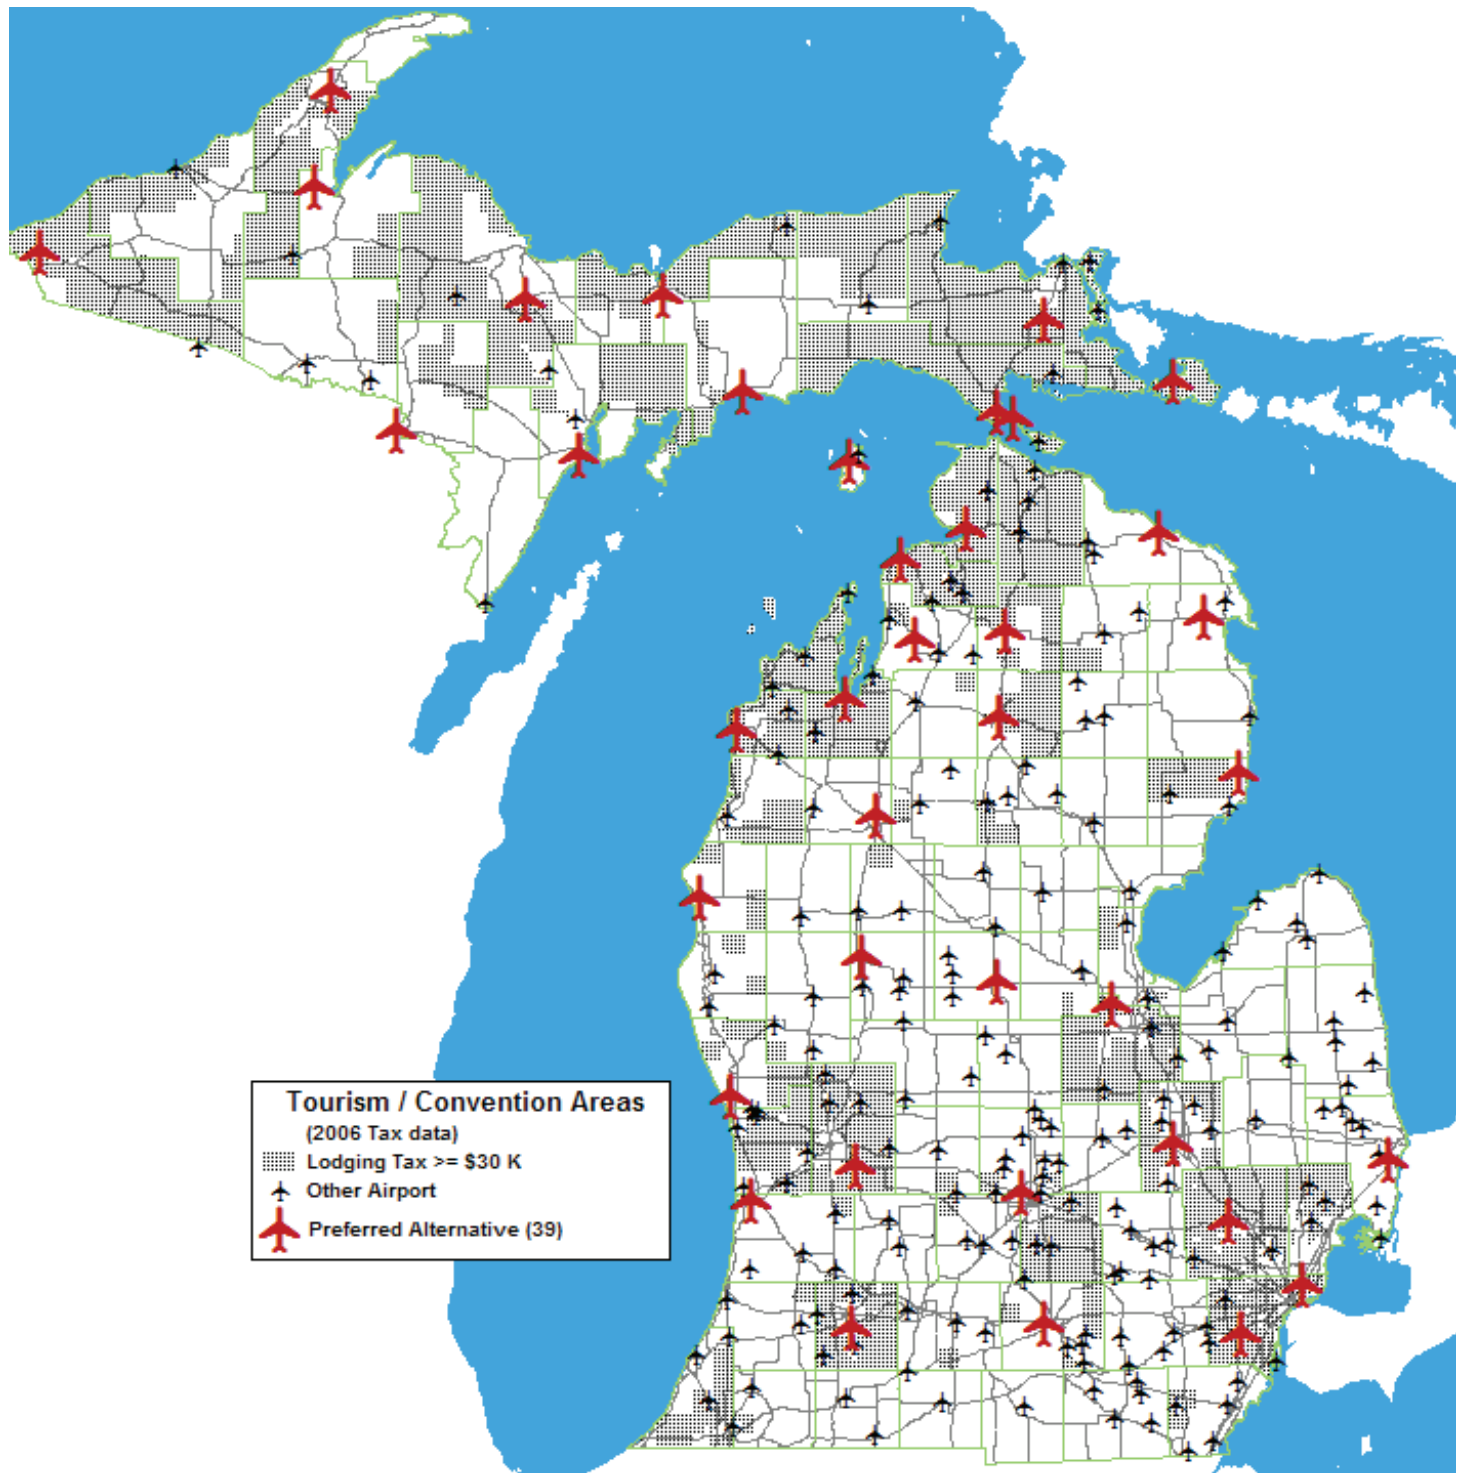 Tourism / Convention Areas
(2006 Tax data)
Lodging Tax >= $30 K
Other Airport
Preferred Alternative (39)